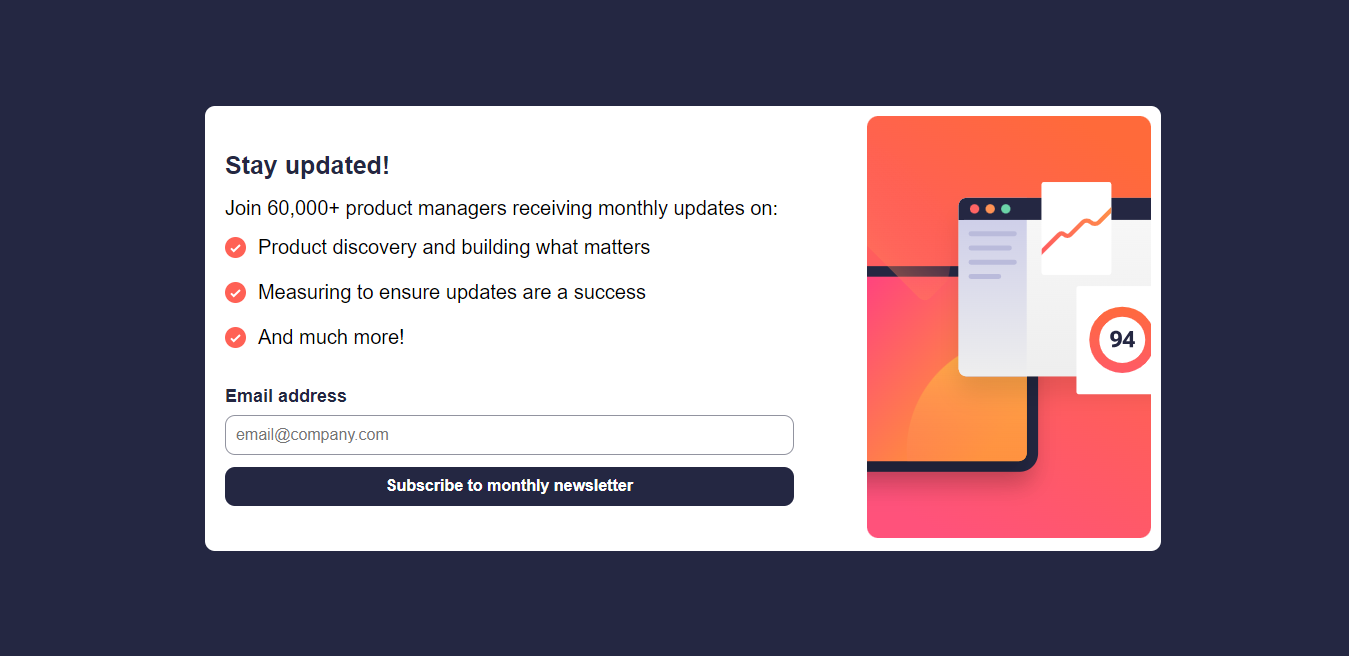 Stay updated!
Join 60,000+ product managers receiving monthly updates on:
Product discovery and building what matters
Measuring to ensure updates are a success
And much more!
Email address
email@company.com
Subscribe to monthly newsletter
94